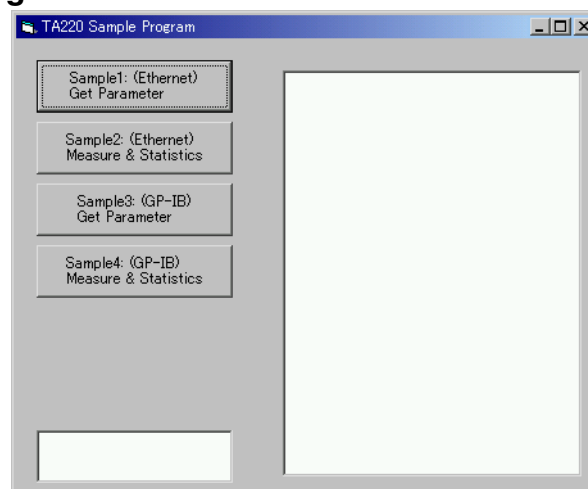 g
TA220 Sample Program
Sample1: (Ethernet)
Get Parameter
Sample2: (Ethernet)
Measure & Statistics
Sample3: (GP-IB)
Get Parameter
Sample4: (GP-IB)
Measure & Statistics